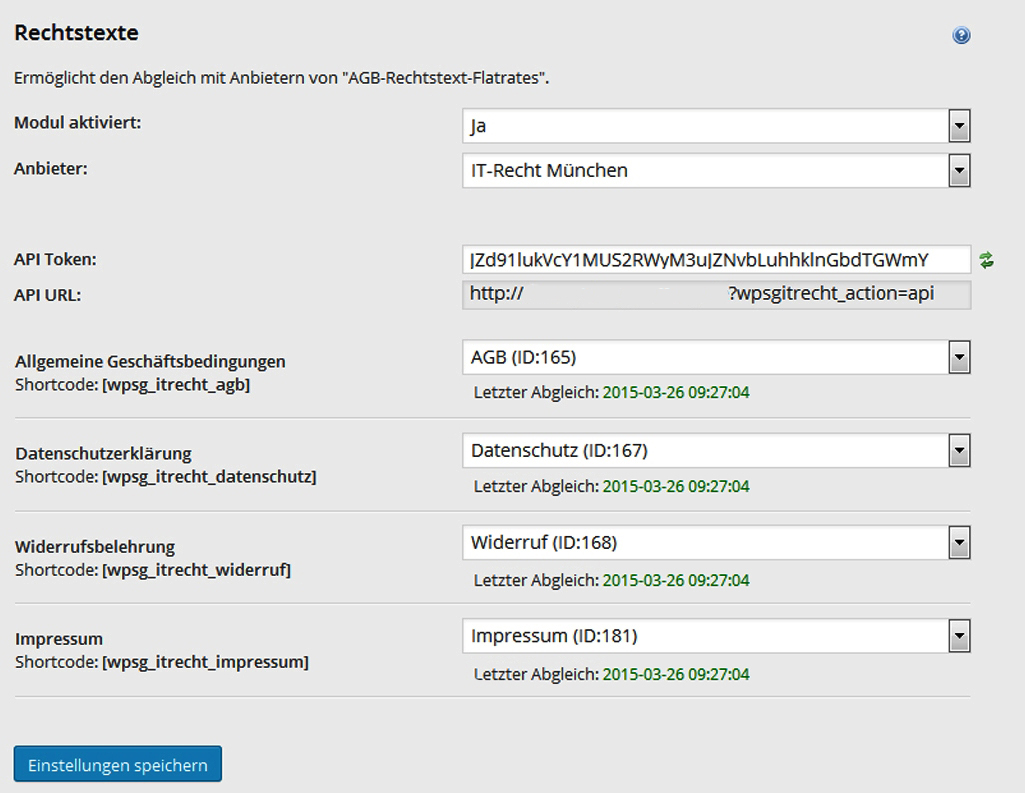 Rechtstexte
Ermöglicht den Abgleich mit Anbietern von "AGB-Rechtstext-Flatrates".
Modul aktiviert: Ja
Anbieter: IT-Recht München
API Token: JZd91lukVcY1MUS2RWyM3uJZNvbLuhhklnGbdTGWmY
API URL: http:// ?wpsgitrecht_action=api
Allgemeine Geschäftsbedingungen AGB (ID:165)
Shortcode: [wpsg_itrecht_agb] Letzter Abgleich: 2015-03-26 09:27:04
Datenschutzerklärung Datenschutz (ID:167)
Shortcode: [wpsg_itrecht_datenschutz] Letzter Abgleich: 2015-03-26 09:27:04
Widerrufsbelehrung Widerruf (ID:168)
Shortcode: [wpsg_itrecht_widerruf] Letzter Abgleich: 2015-03-26 09:27:04
Impressum Impressum (ID:181)
Shortcode: [wpsg_itrecht_impressum] Letzter Abgleich: 2015-03-26 09:27:04
Einstellungen speichern